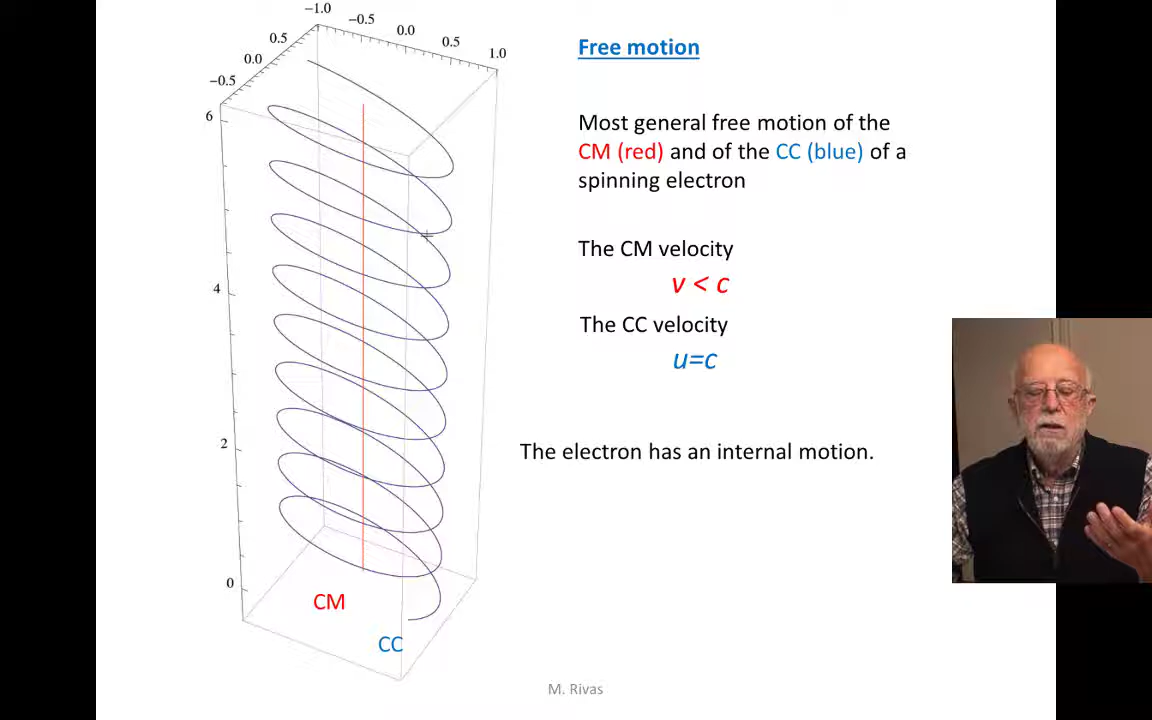 −1.0
−0.5
0.0
0.5
1.0
0.5
0.0
−0.5
6
4
2
0
CM
CC
Free motion
Most general free motion of the
CM (red) and of the CC (blue) of a
spinning electron
The CM velocity
v < c
The CC velocity
u=c
The electron has an internal motion.
M. Rivas